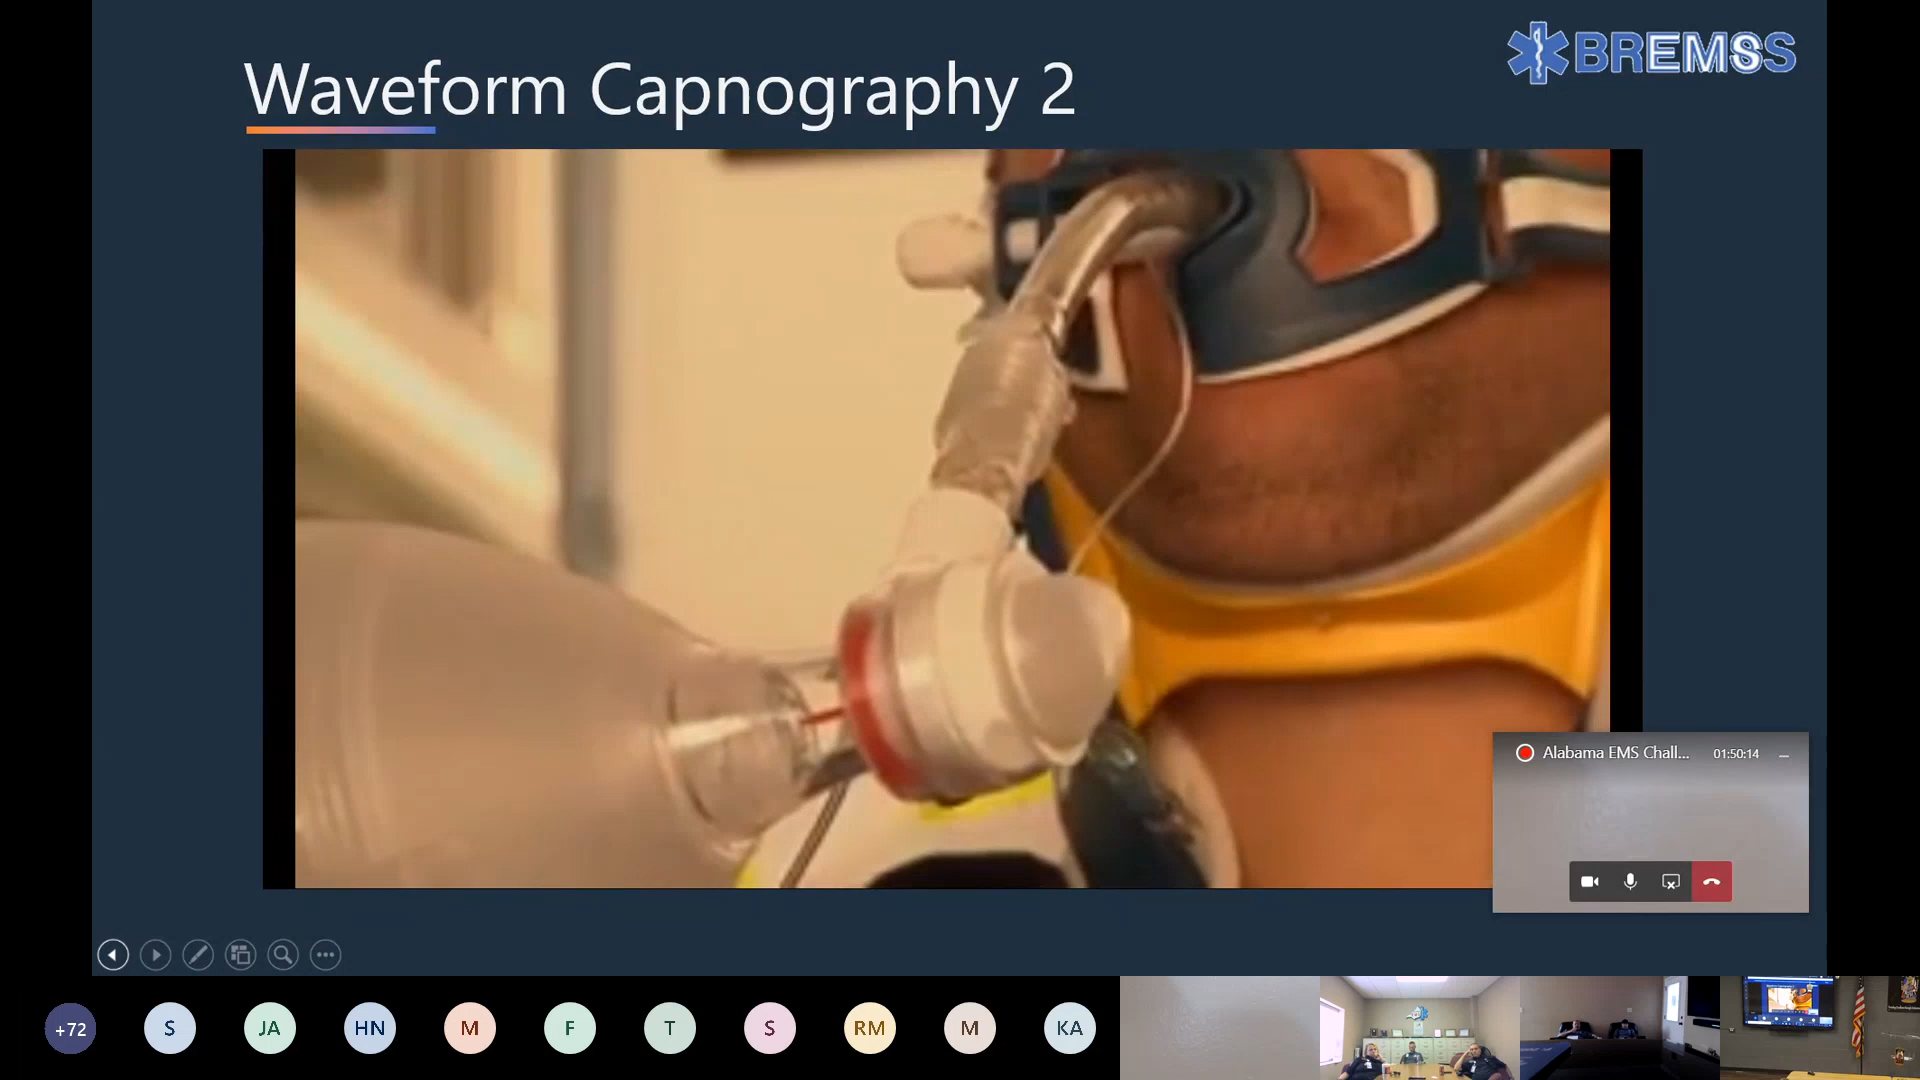 BREMSS
Waveform Capnography 2
Alabama EMS Chall...
01:50:14
+72
S
JA
HN
M
F
T
S
RM
M
KA